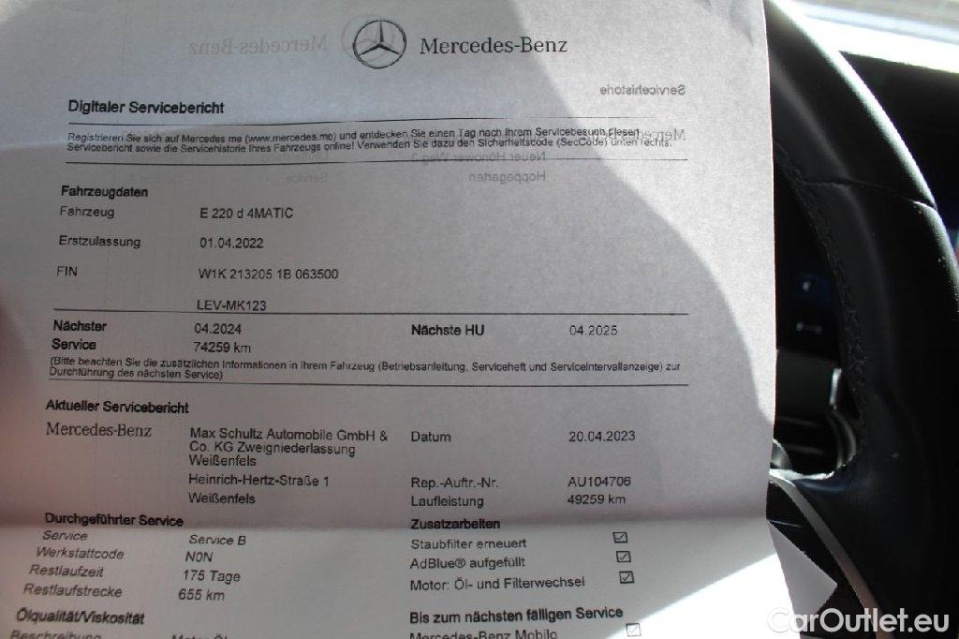 Mercedes-Benz
Digitaler Servicebericht
Registrieren Sie sich auf Mercedes me (www.mercedes.me) und entdecken Sie einen Tag nach Ihrem Servicebesuch diesen
Servicebericht sowie die Servicehistorie Ihres Fahrzeugs online! Verwenden Sie dazu den Sicherheitscode (SecCode) unten rechts.
Fahrzeugdaten
Fahrzeug E 220 d 4MATIC
Erstzulassung 01.04.2022
FIN W1K 213205 1B 063500
LEV-MK123
Nächster 04.2024 Nächste HU 04.2025
Service 74259 km
(Bitte beachten Sie die zusätzlichen Informationen in Ihrem Fahrzeug (Betriebsanleitung, Serviceheft und Serviceintervallanzeige) zur
Durchführung des nächsten Service)
Aktueller Servicebericht
Mercedes-Benz Max Schultz Automobile GmbH & Datum 20.04.2023
Co. KG Zweigniederlassung
Weißenfels
Heinrich-Hertz-Straße 1 Rep.-Auftr.-Nr. AU104706
Weißenfels Laufleistung 49259 km
Durchgeführter Service Zusatzarbeiten
Service Service B Staubfilter erneuert
Werkstattcode N0N AdBlue® aufgefüllt
Restlaufzeit 175 Tage Motor: Öl- und Filterwechsel
Restlaufstrecke 655 km
Ölqualität/Viskosität Bis zum nächsten fälligen Service
Beschreibung Motor Öl Mercedes-Benz Mobilo
CarOutlet.eu